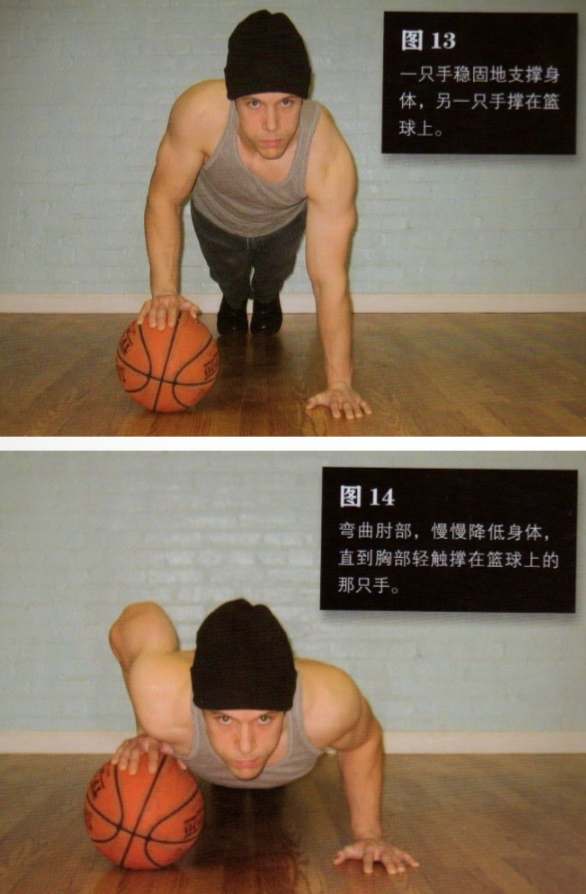 图 13
一只手稳固地支撑身
体，另一只手撑在篮
球上。
图 14
弯曲肘部，慢慢降低身体，
直到胸部轻触撑在篮球上的
那只手。